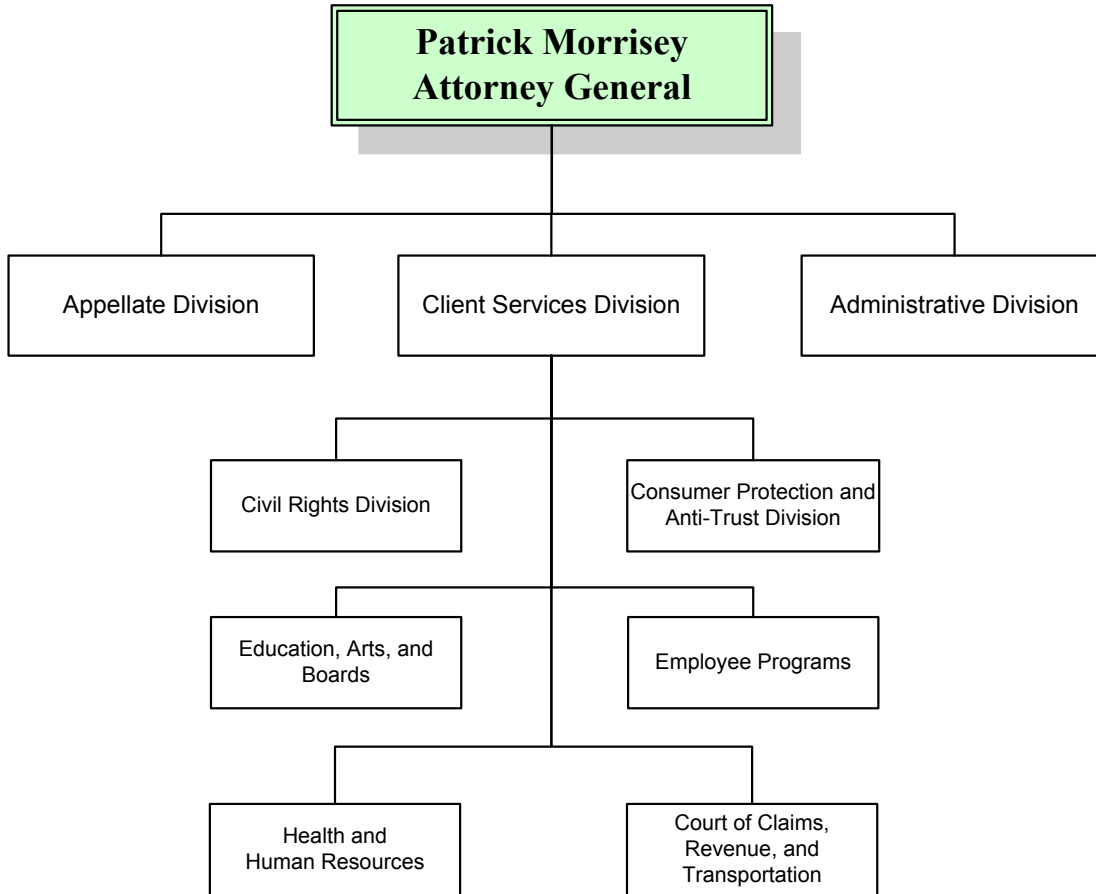 Patrick Morrisey
Attorney General
Appellate Division
Client Services Division
Administrative Division
Civil Rights Division
Consumer Protection and
Anti-Trust Division
Education, Arts, and
Boards
Employee Programs
Health and
Human Resources
Court of Claims,
Revenue, and
Transportation